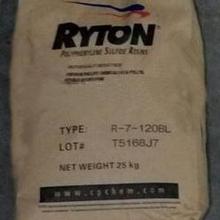 RYTON
POLYPHENYLENE SULFIDE RESINS
TYPE: R-7-120BL
LOT# T5168J7
NET WEIGHT 25 kg
www.cpchem.com